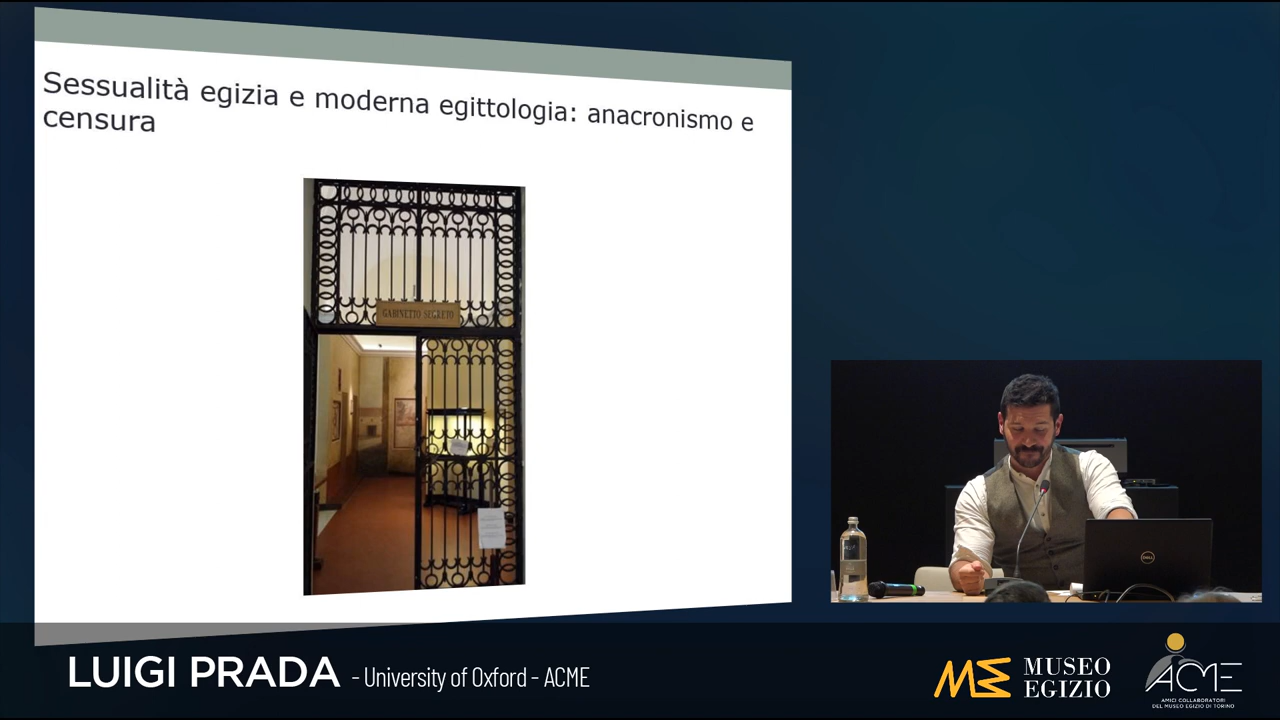 Sessualità egizia e moderna egittologia: anacronismo e
censura
GABINETTO SEGRETO
DELL
LUIGI PRADA - University of Oxford - ACME
MUSEO
EGIZIO
ACME
AMICI COLLABORATORI
DEL MUSEO EGIZIO DI TORINO